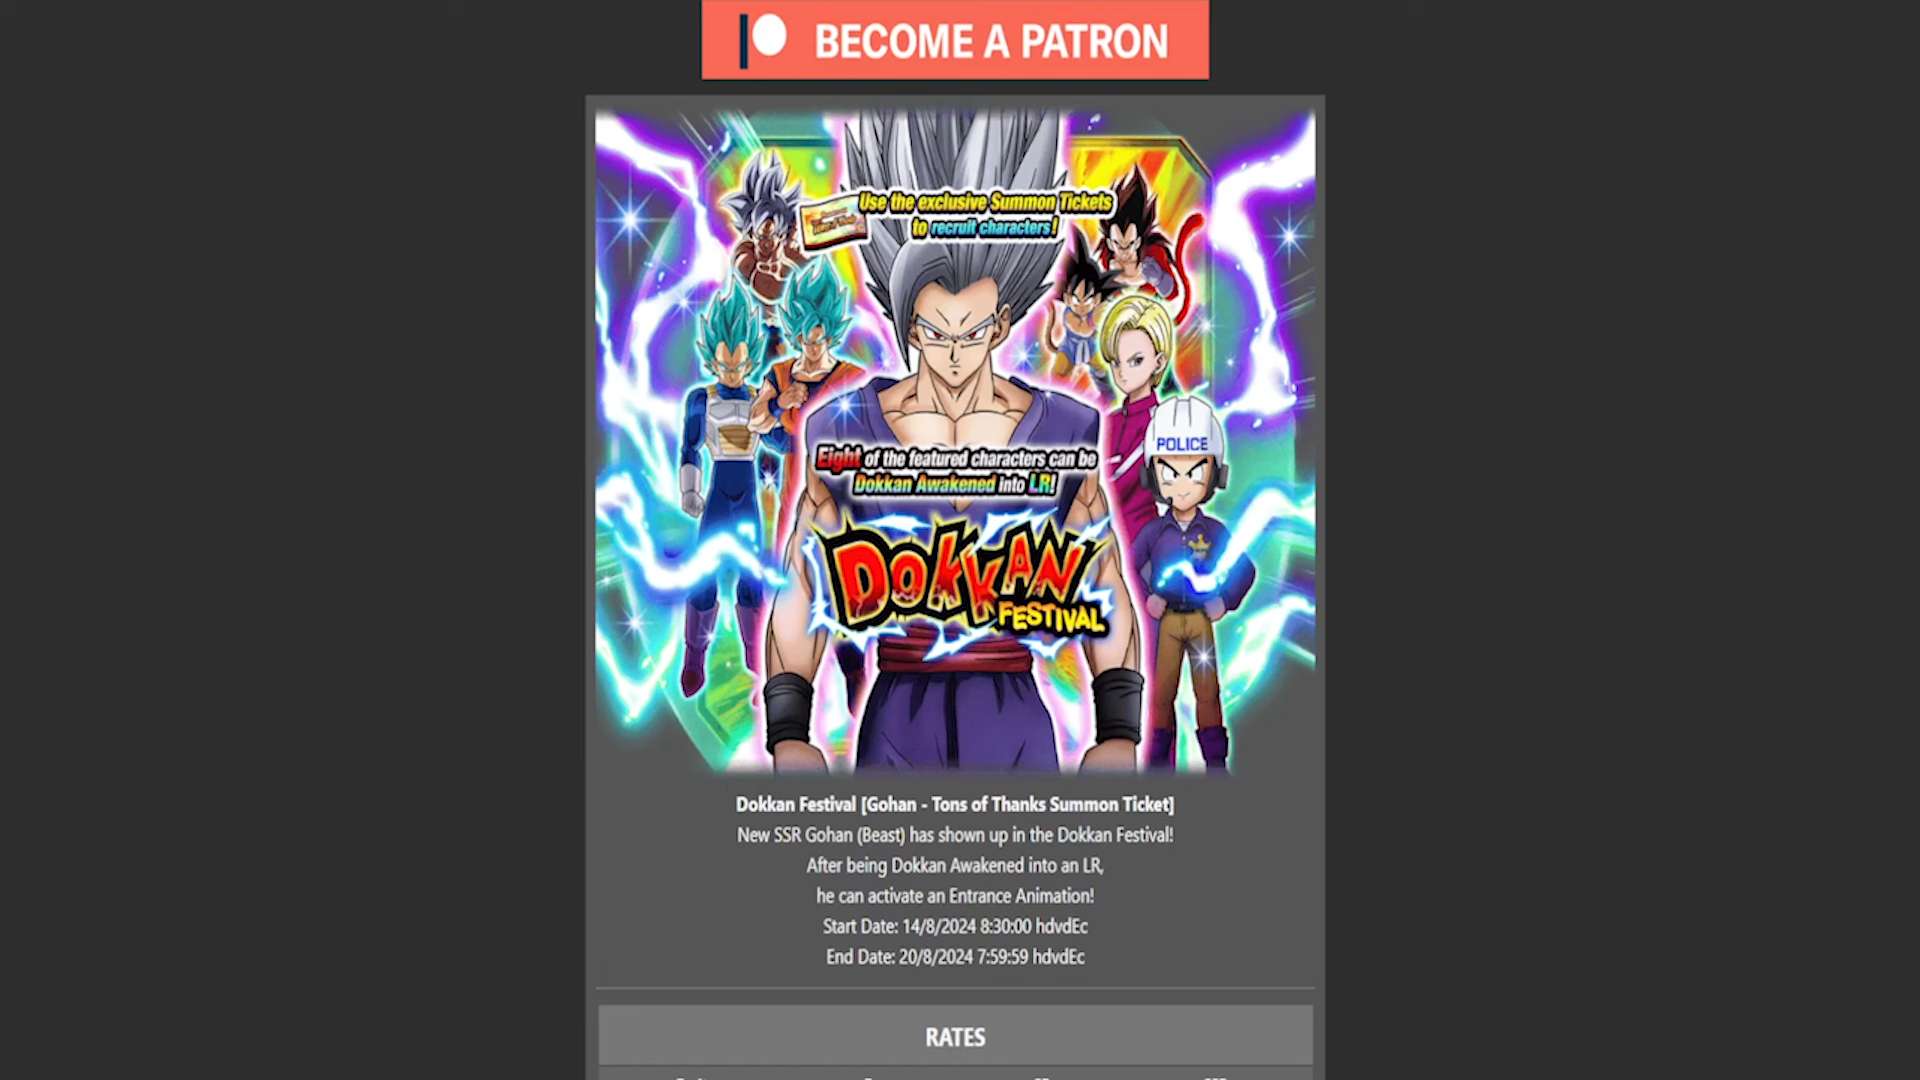 BECOME A PATRON
Use the exclusive Summon Tickets
to recruit characters!
POLICE
Eight of the featured characters can be
Dokkan Awakened into LR!
DOKKAN
FESTIVAL
Dokkan Festival [Gohan - Tons of Thanks Summon Ticket]
New SSR Gohan (Beast) has shown up in the Dokkan Festival!
After being Dokkan Awakened into an LR,
he can activate an Entrance Animation!
Start Date: 14/8/2024 8:30:00 hdvdEc
End Date: 20/8/2024 7:59:59 hdvdEc
RATES